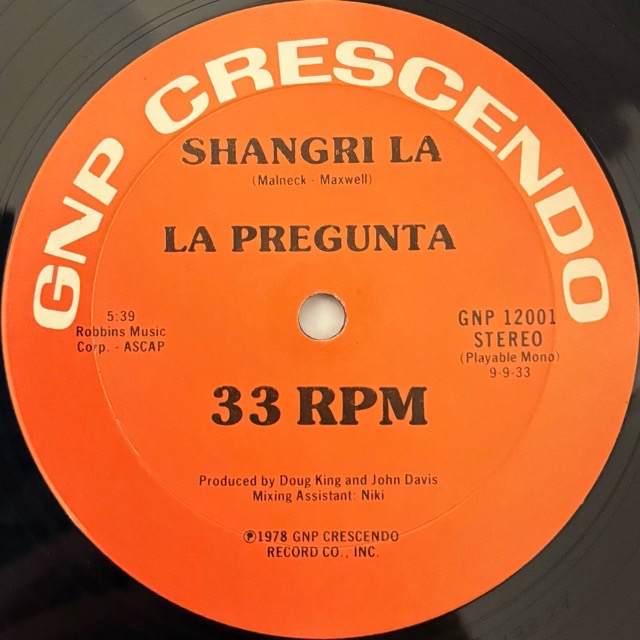 GNP CRESCENDO
SHANGRI LA
(Malneck - Maxwell)
LA PREGUNTA
5:39
Robbins Music
Corp. - ASCAP
GNP 12001
STEREO
(Playable Mono)
9-9-33
33 RPM
Produced by Doug King and John Davis
Mixing Assistant: Niki
℗1978 GNP CRESCENDO
RECORD CO., INC.